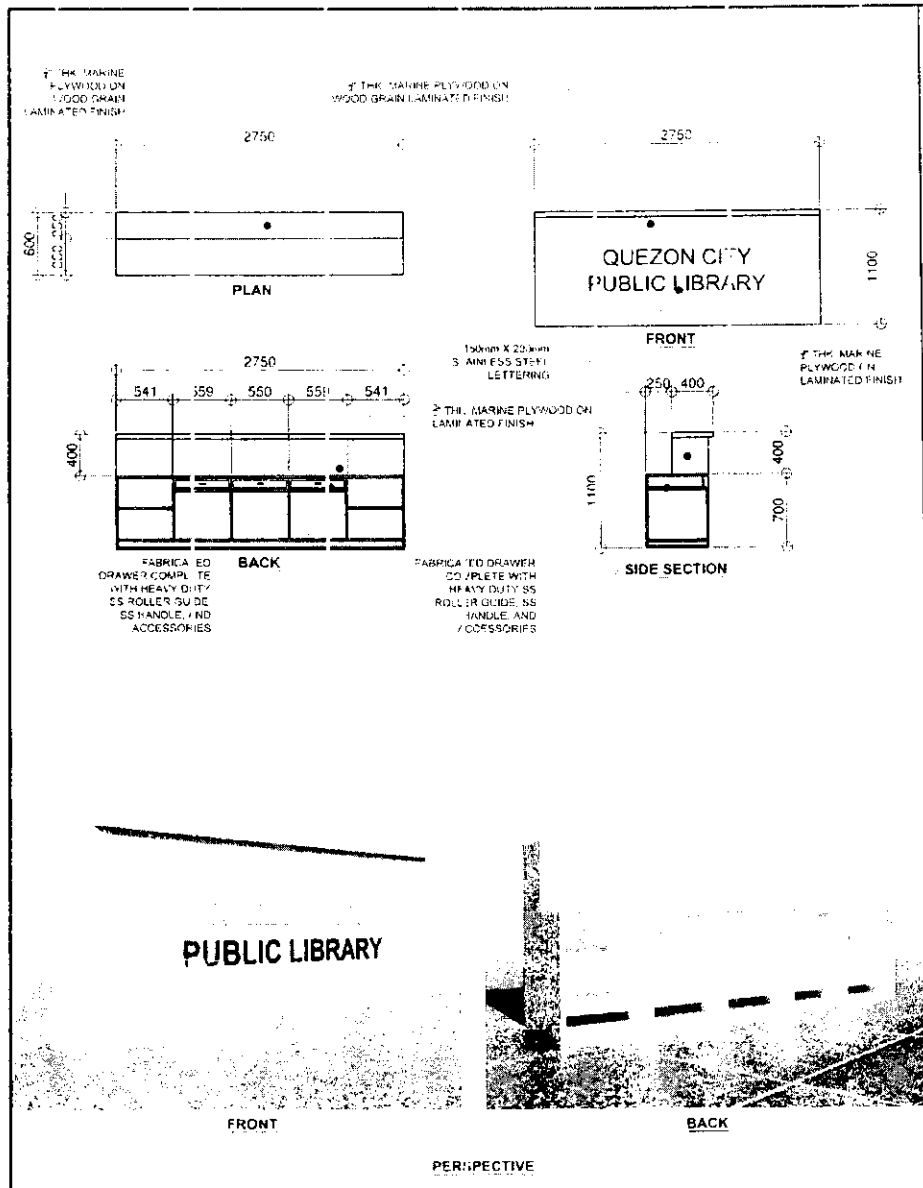 THK. MARINE
PLYWOOD ON
WOOD GRAIN
LAMINATED FINISH
THK. MARINE PLYWOOD ON
WOOD GRAIN LAMINATED FINISH
2750
600
PLAN
2750
QUEZON CITY
PUBLIC LIBRARY
1100
FRONT
2750
541
559
550
559
541
400
BACK
THK. MARINE PLYWOOD ON
LAMINATED FINISH
FABRICATED
DRAWER COMPLETE
WITH HEAVY DUTY
SS ROLLER GUIDE,
SS HANDLE, AND
ACCESSORIES
FABRICATED DRAWER
COMPLETE WITH
HEAVY DUTY SS
ROLLER GUIDE, SS
HANDLE, AND
ACCESSORIES
STAINLESS STEEL
LETTERING
THK. MARINE
PLYWOOD ON
LAMINATED FINISH
250
400
1100
400
700
SIDE SECTION
PUBLIC LIBRARY
FRONT
BACK
PERSPECTIVE